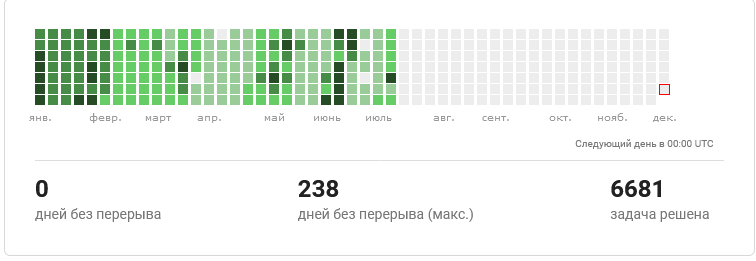 янв. февр. март апр. май июнь июль авг. сент. окт. нояб. дек.
Следующий день в 00:00 UTC
0 238 6681
дней без перерыва дней без перерыва (макс.) задача решена